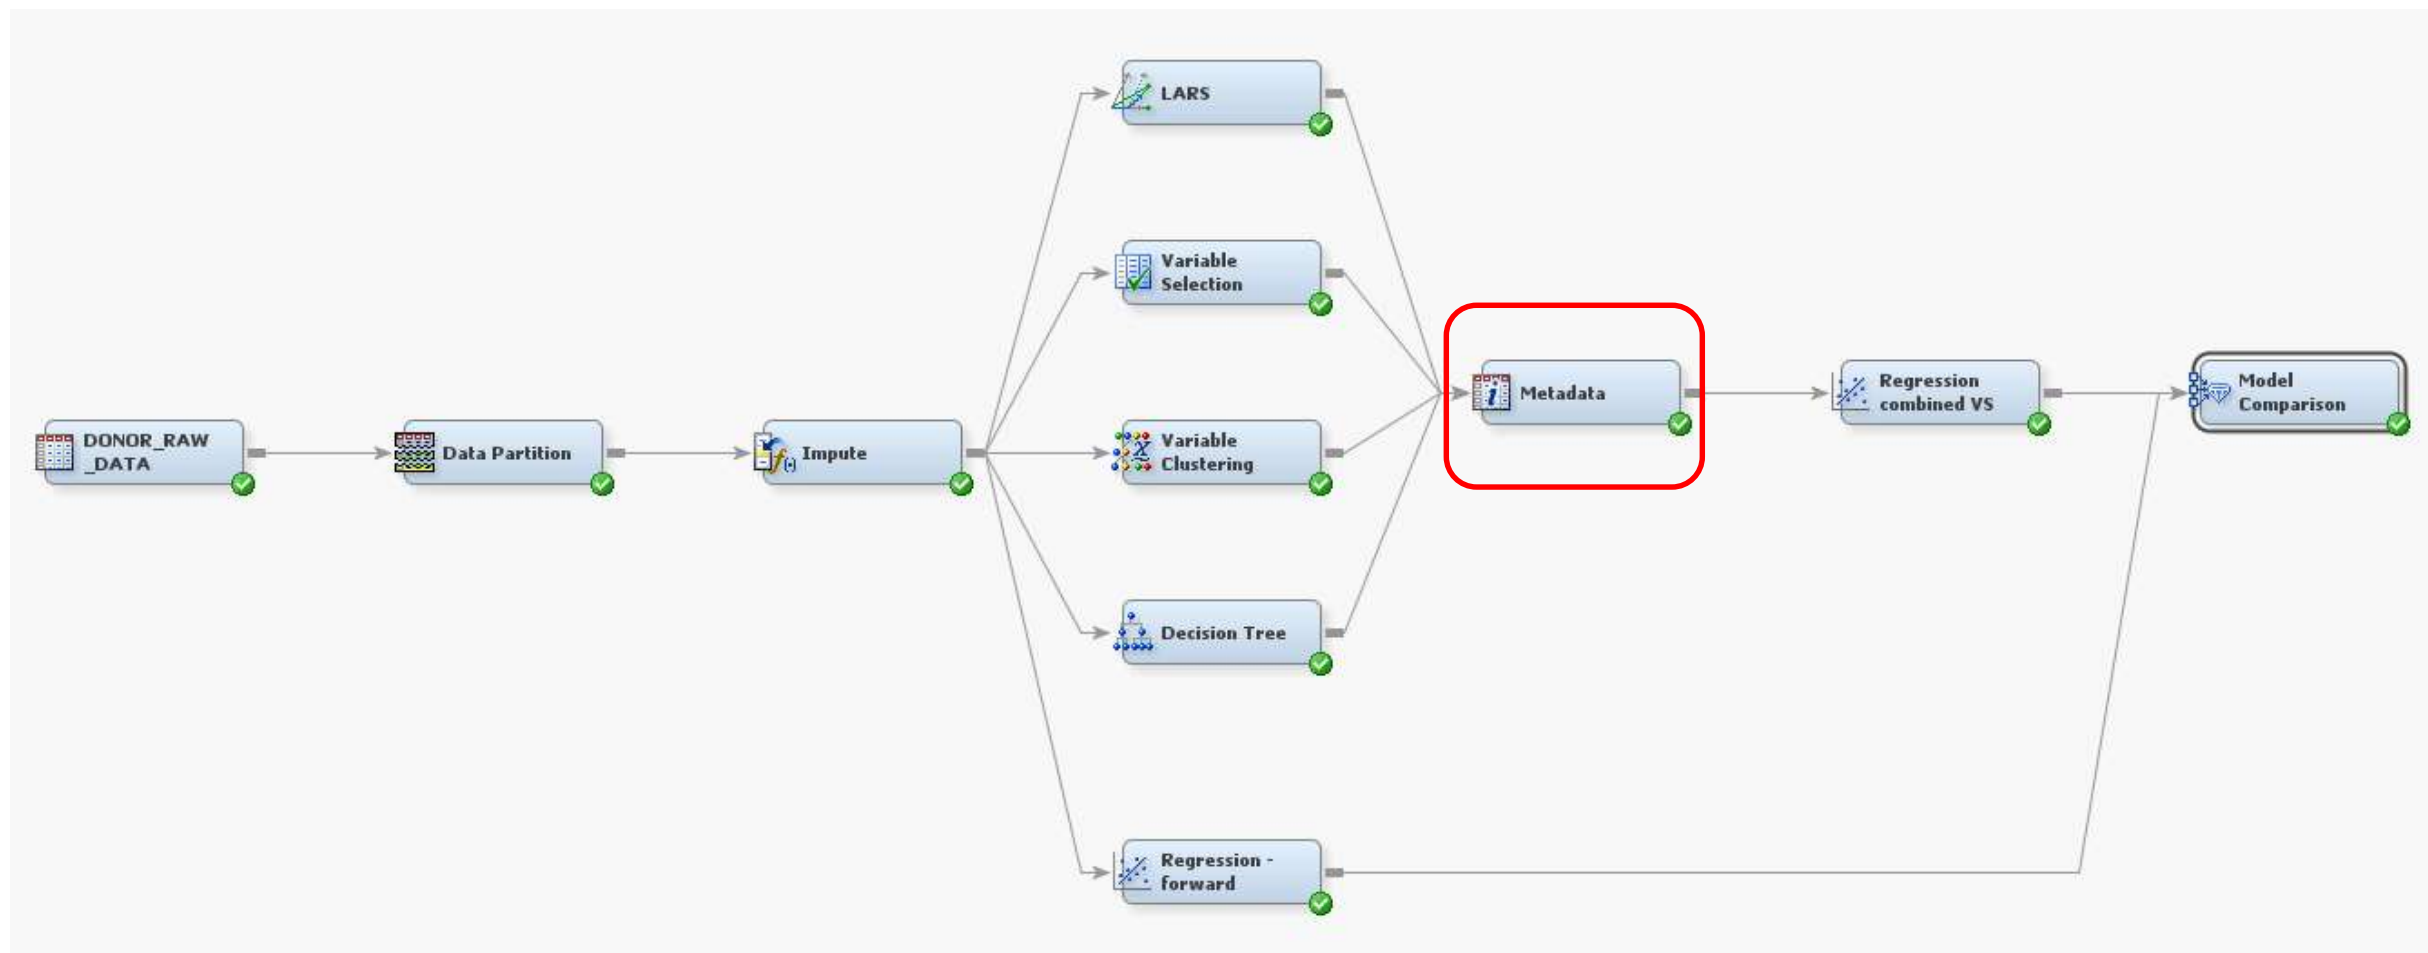 LARS
Variable
Selection
Metadata
Regression
combined VS
Model
Comparison
DONOR_RAW
_DATA
Data Partition
Impute
Variable
Clustering
Decision Tree
Regression -
forward